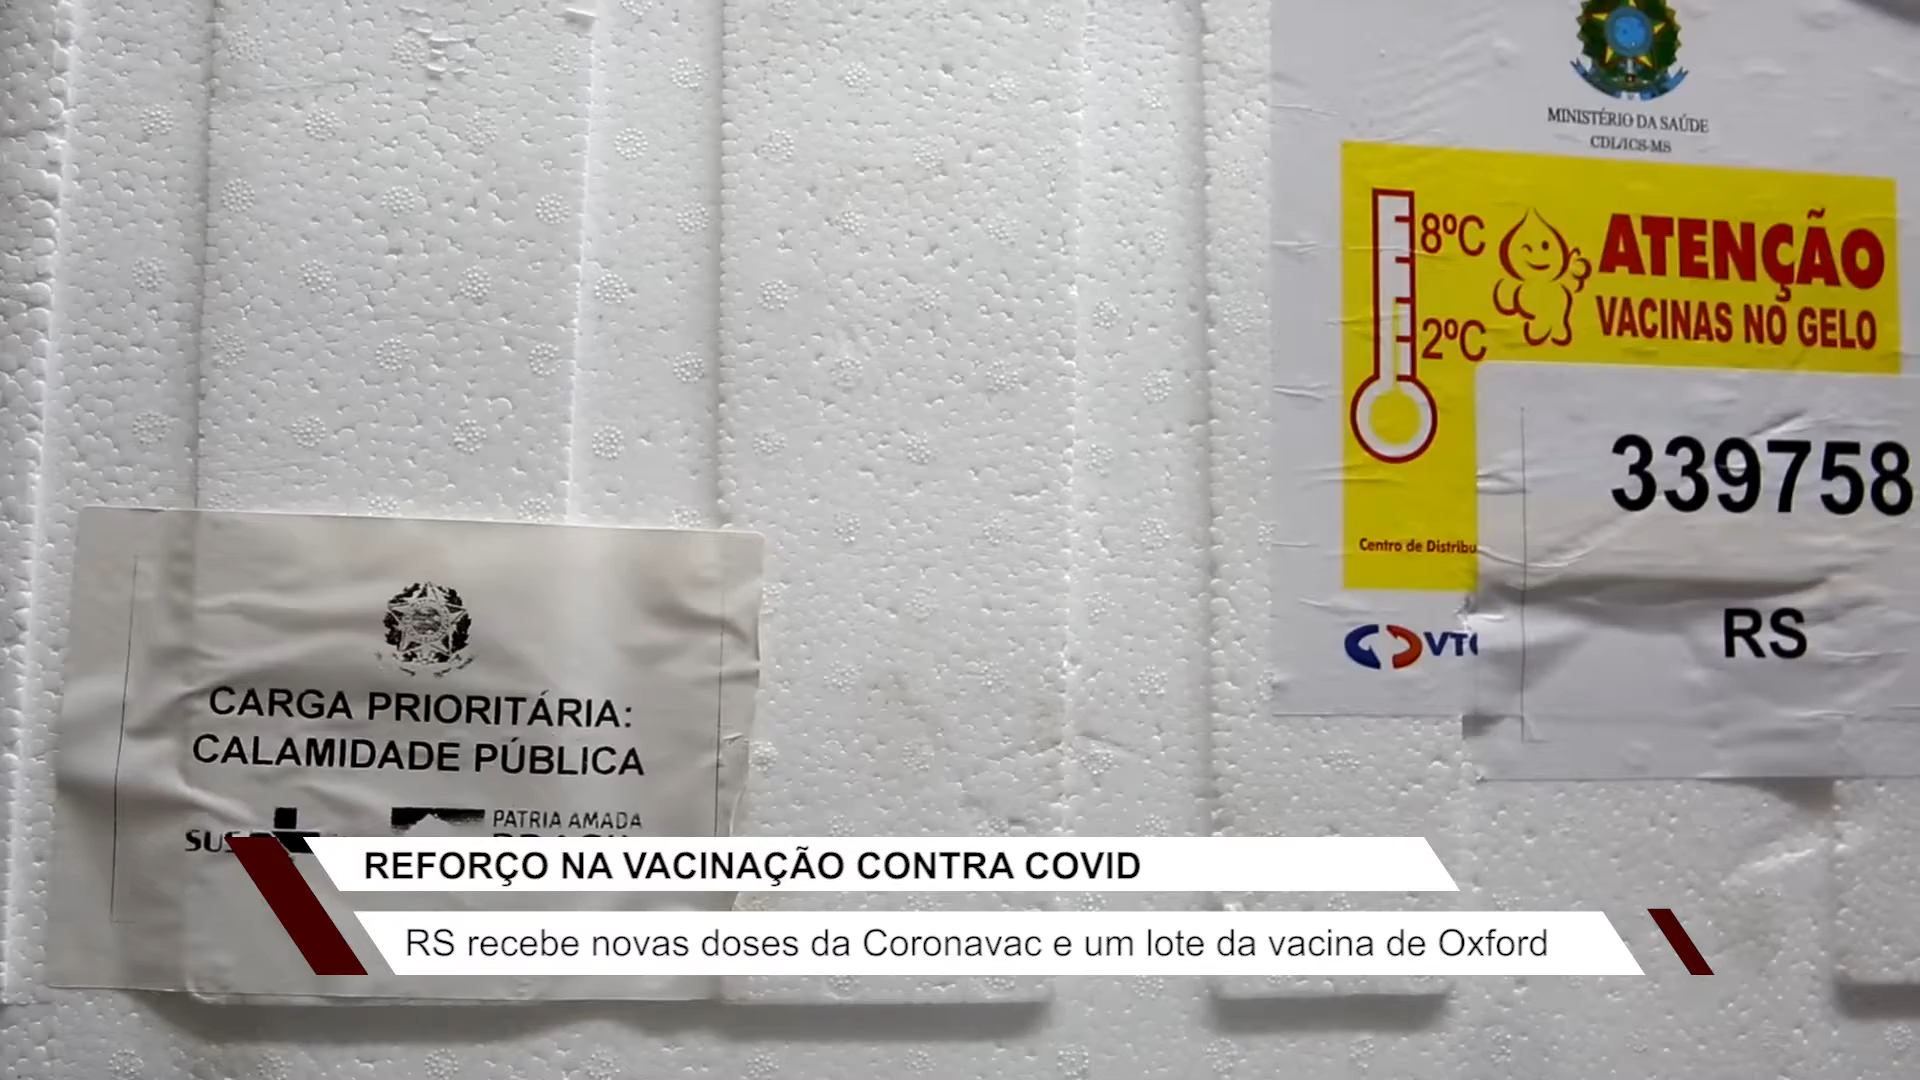 MINISTÉRIO DA SAÚDE
CDL/ICS-MS
8ºC
2ºC
ATENÇÃO
VACINAS NO GELO
339758
Centro de
RS
CARGA PRIORITÁRIA:
CALAMIDADE PÚBLICA
SUS
PATRIA AMADA
REFORÇO NA VACINAÇÃO CONTRA COVID
RS recebe novas doses da Coronavac e um lote da vacina de Oxford